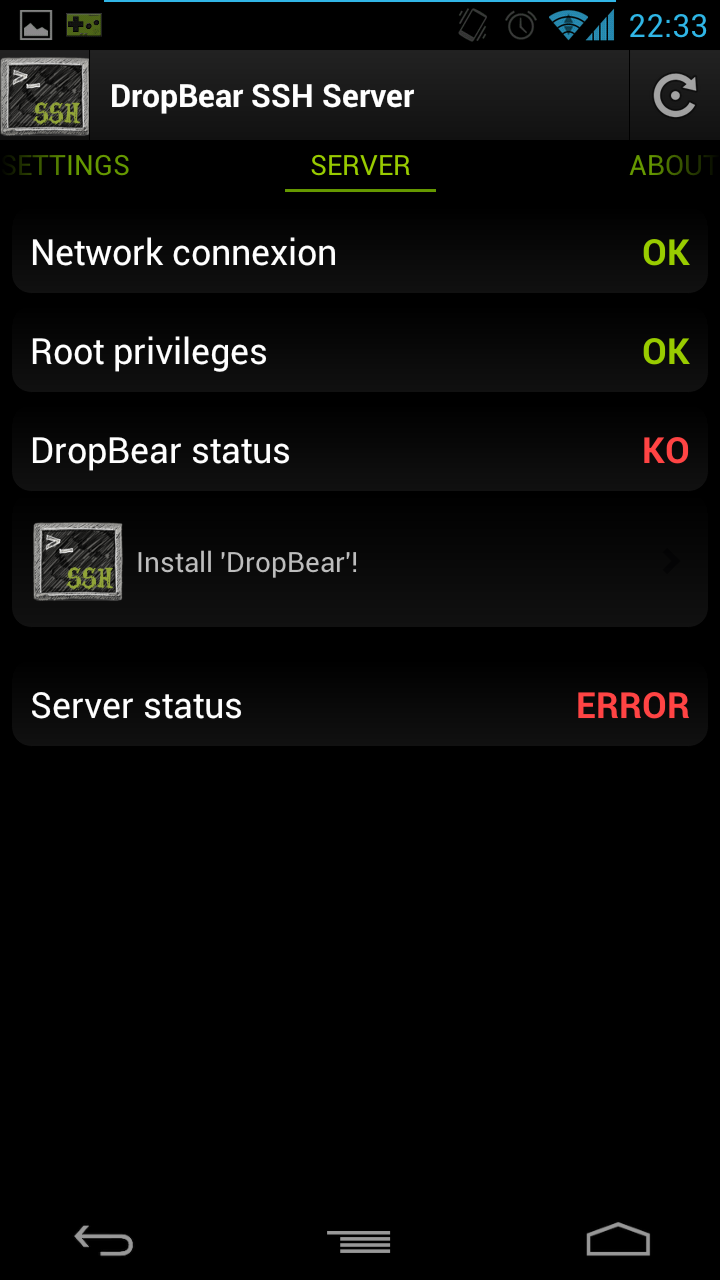 22:33
>_ SSH
DropBear SSH Server
SETTINGS SERVER ABOUT
Network connexion OK
Root privileges OK
DropBear status KO
>_ SSH
Install 'DropBear'!
Server status ERROR